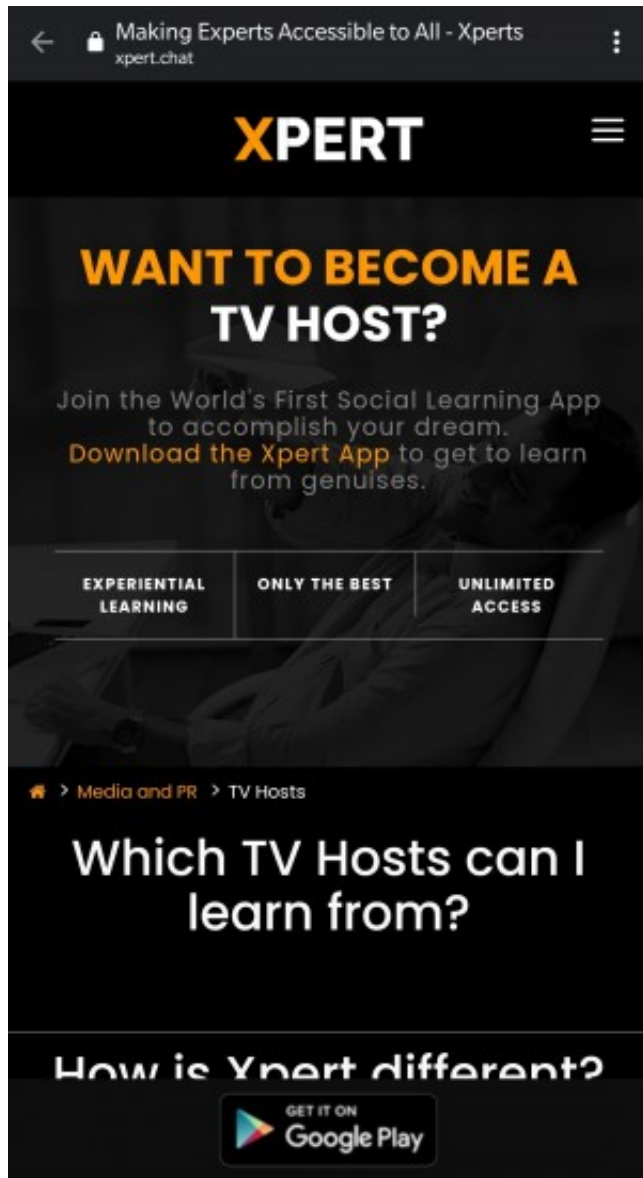 Making Experts Accessible to All - Xperts
xpert.chat
XPERT
WANT TO BECOME A
TV HOST?
Join the World's First Social Learning App
to accomplish your dream.
Download the Xpert App to get to learn
from genuises.
EXPERIENTIAL
LEARNING
ONLY THE BEST
UNLIMITED
ACCESS
> Media and PR > TV Hosts
Which TV Hosts can I
learn from?
How is Xpert different?
GET IT ON
Google Play